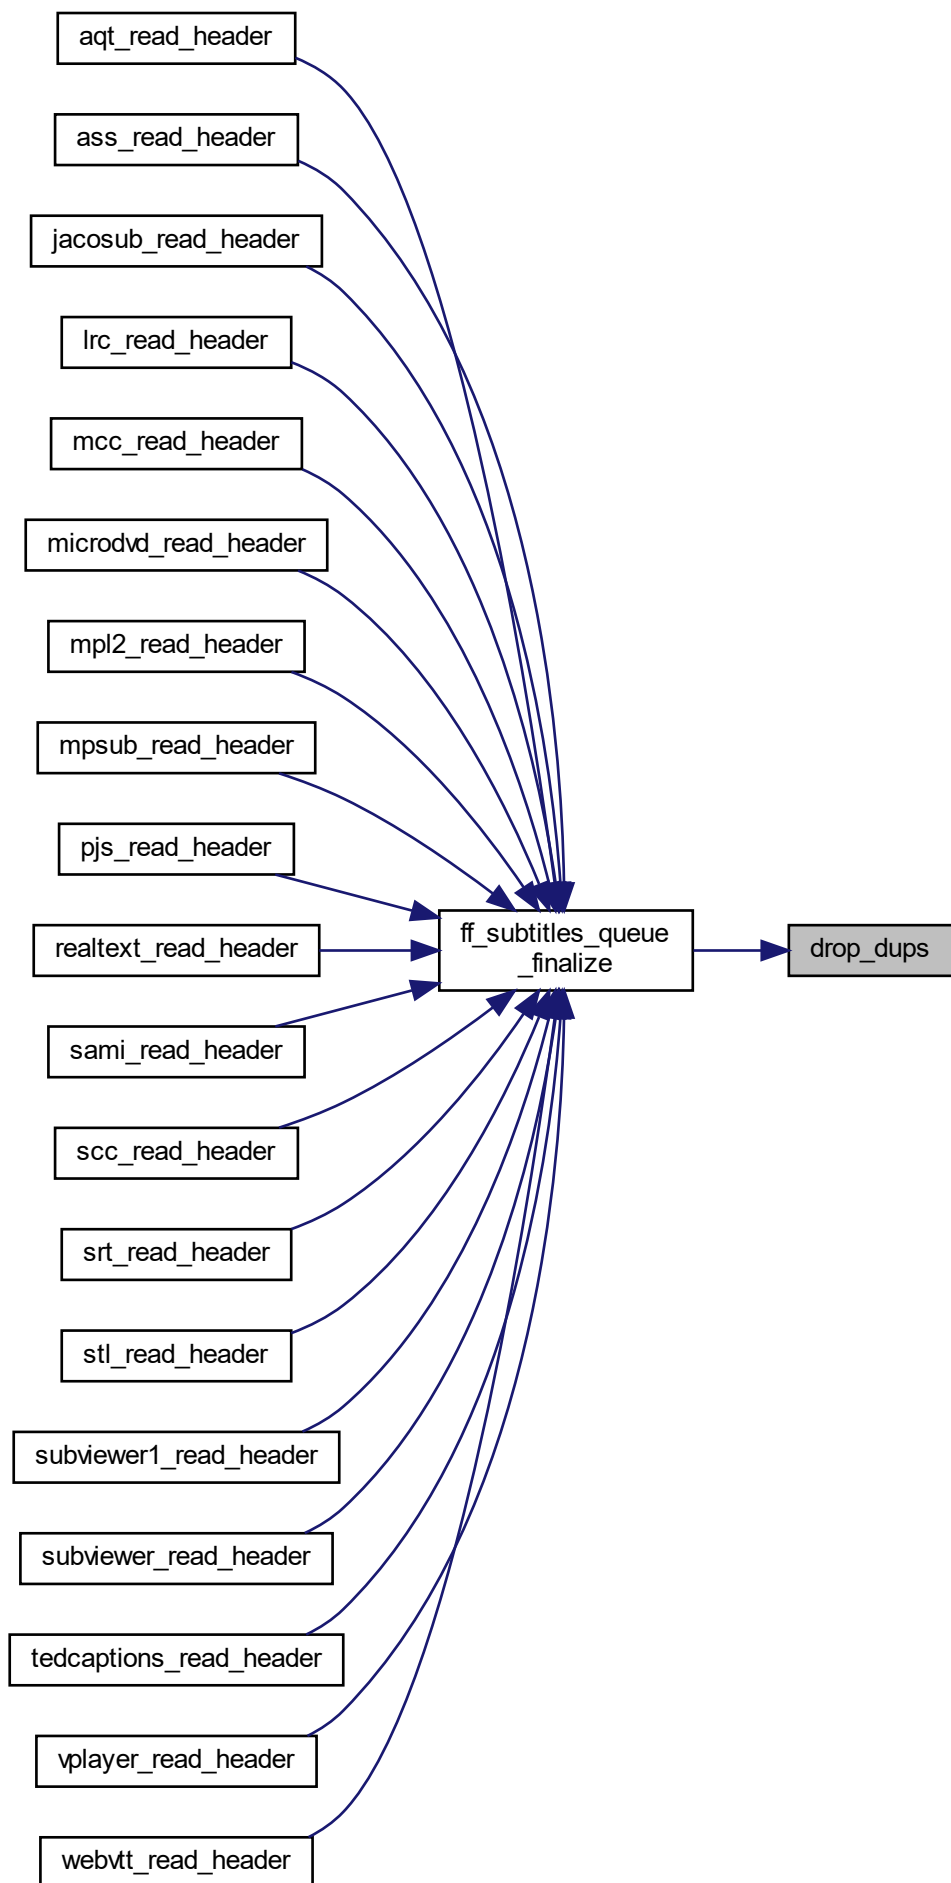 aqt_read_header
ass_read_header
jacosub_read_header
lrc_read_header
mcc_read_header
microdvd_read_header
mpl2_read_header
mpsub_read_header
pjs_read_header
realtext_read_header
sami_read_header
scc_read_header
srt_read_header
stl_read_header
subviewer1_read_header
subviewer_read_header
tedcaptions_read_header
vplayer_read_header
webvtt_read_header
ff_subtitles_queue
_finalize
drop_dups